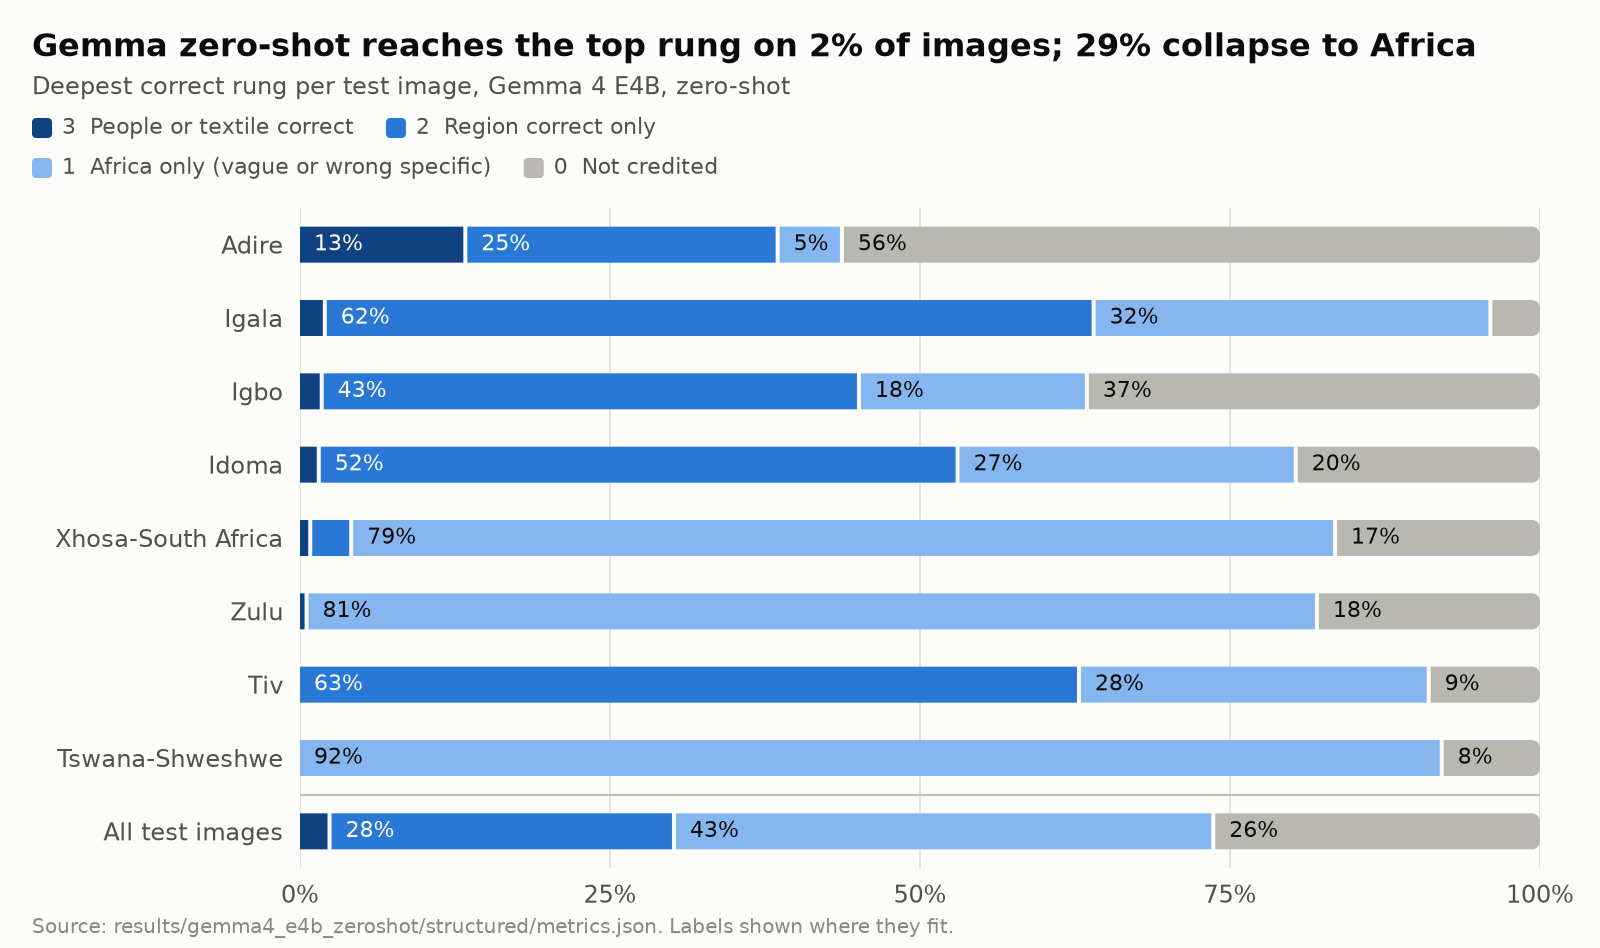 Gemma zero-shot reaches the top rung on 2% of images; 29% collapse to Africa
Deepest correct rung per test image, Gemma 4 E4B, zero-shot
3 People or textile correct 2 Region correct only
1 Africa only (vague or wrong specific) 0 Not credited
Adire 13% 25% 5% 56%
Igala 62% 32%
Igbo 43% 18% 37%
Idoma 52% 27% 20%
Xhosa-South Africa 79% 17%
Zulu 81% 18%
Tiv 63% 28% 9%
Tswana-Shweshwe 92% 8%
All test images 28% 43% 26%
0% 25% 50% 75% 100%
Source: results/gemma4_e4b_zeroshot/structured/metrics.json. Labels shown where they fit.